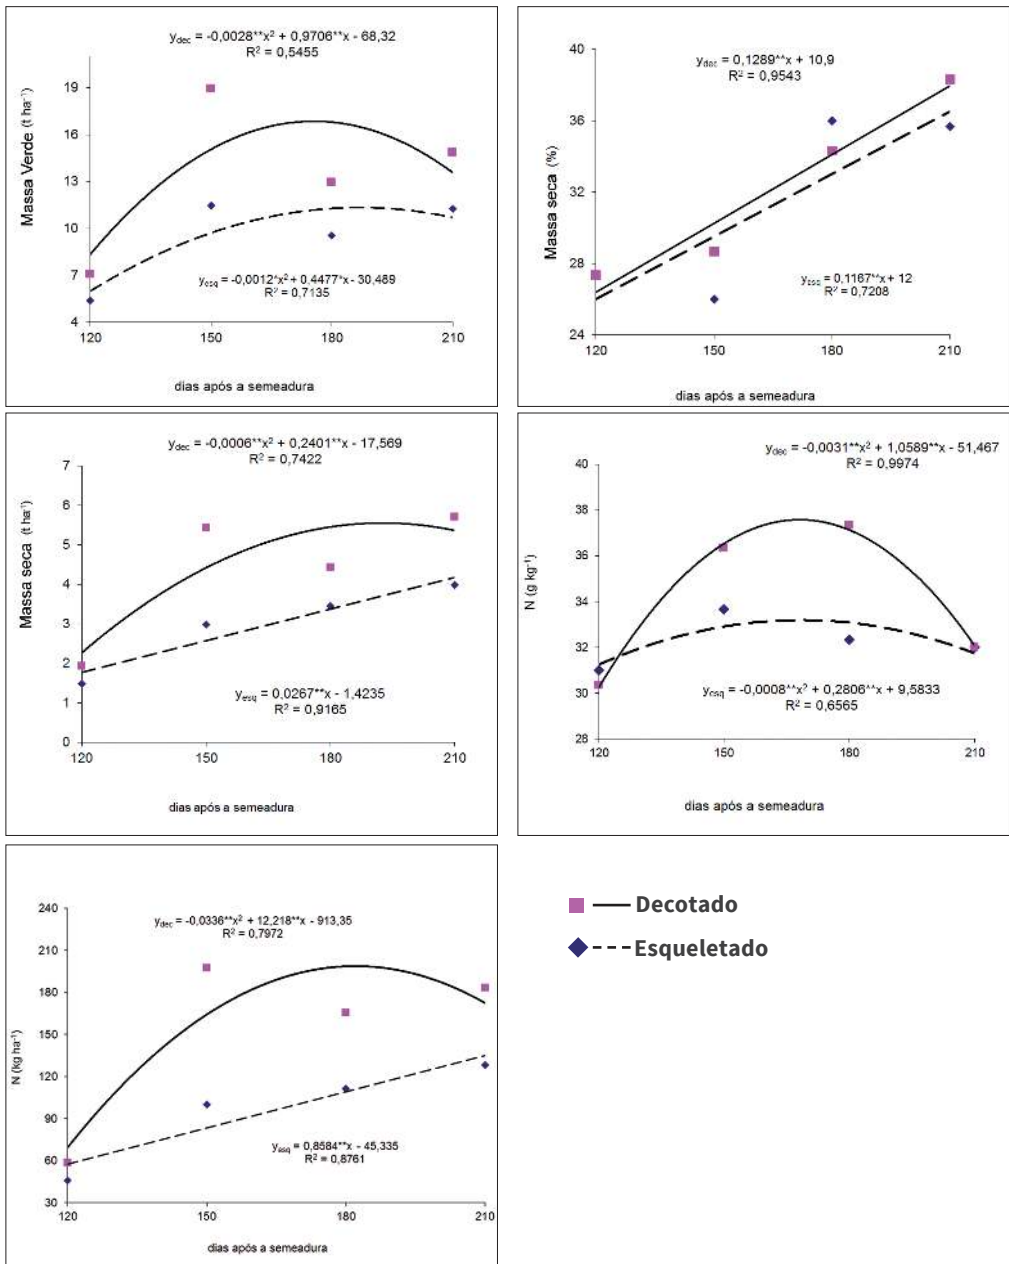 y_dec = -0,0028**x² + 0,9706**x - 68,32
R² = 0,5455
Massa Verde (t ha⁻¹)
19
16
13
10
7
4
y_esq = -0,0012*x² + 0,4477*x - 30,489
R² = 0,7135
120 150 180 210
dias após a semeadura
y_dec = 0,1289**x + 10,9
R² = 0,9543
Massa seca (%)
40
36
32
28
24
y_esq = 0,1167**x + 12
R² = 0,7208
120 150 180 210
dias após a semeadura
y_dec = -0,0006**x² + 0,2401**x - 17,569
R² = 0,7422
Massa seca (t ha⁻¹)
7
6
5
4
3
2
1
0
y_esq = 0,0267**x - 1,4235
R² = 0,9165
120 150 180 210
dias após a semeadura
y_dec = -0,0031**x² + 1,0589**x - 51,467
R² = 0,9974
N (g kg⁻¹)
40
38
36
34
32
30
28
y_esq = -0,0008**x² + 0,2806**x + 9,5833
R² = 0,6565
120 150 180 210
dias após a semeadura
y_dec = -0,0336**x² + 12,218**x - 913,35
R² = 0,7972
N (kg ha⁻¹)
240
210
180
150
120
90
60
30
y_esq = 0,8584**x - 45,335
R² = 0,8761
120 150 180 210
dias após a semeadura
Decotado
Esqueletado